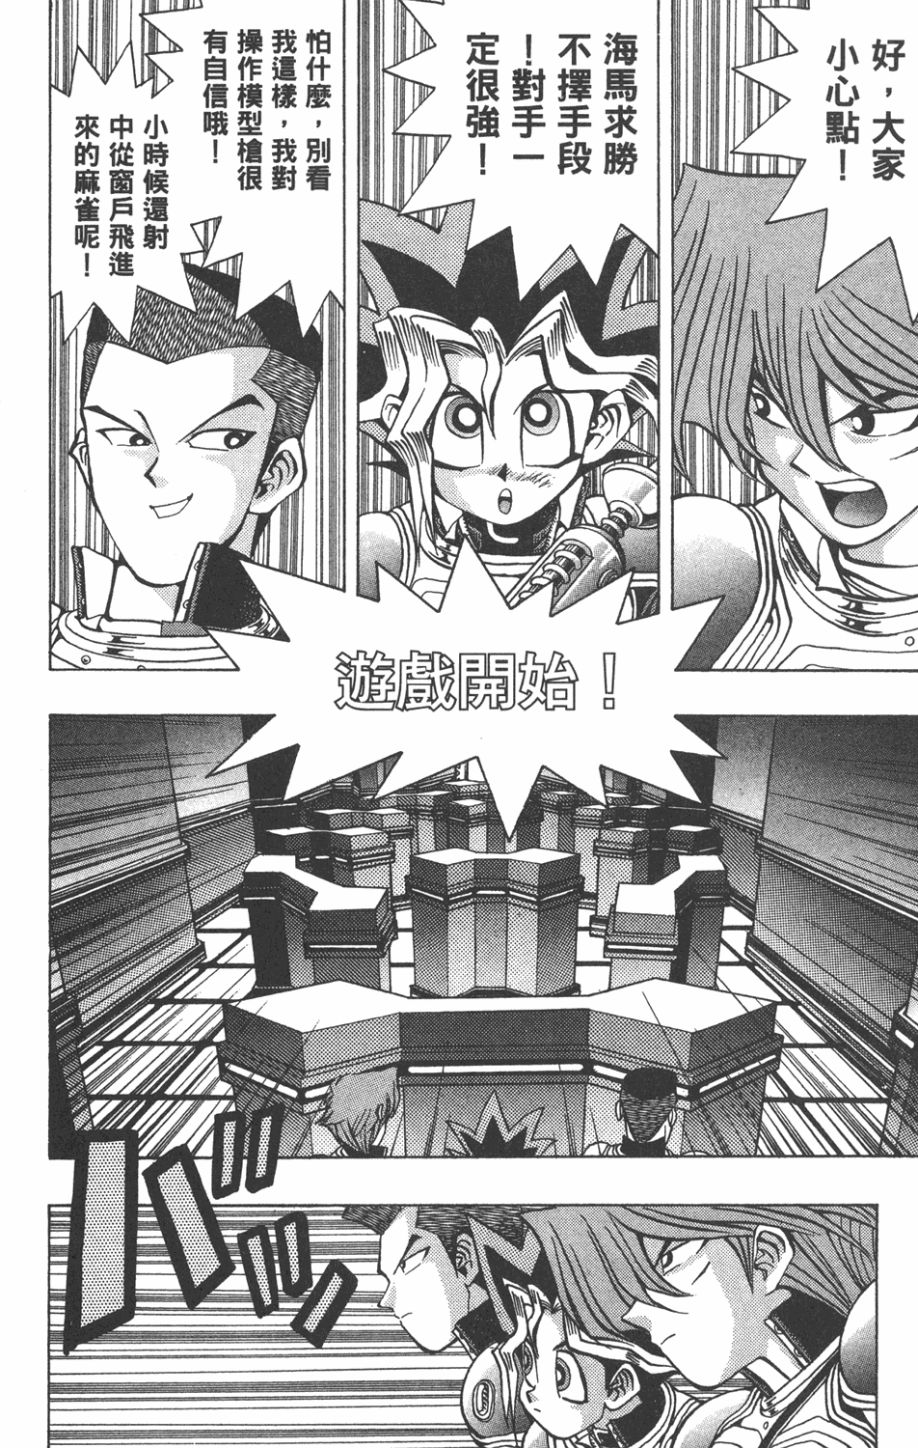 好，大家
小心點！
海馬求勝
不擇手段
！對手一
定很強！
怕什麼，別看
我這樣，我對
操作模型槍很
有自信哦！
小時候還射
中從窗戶飛進
來的麻雀呢！
遊戲開始！